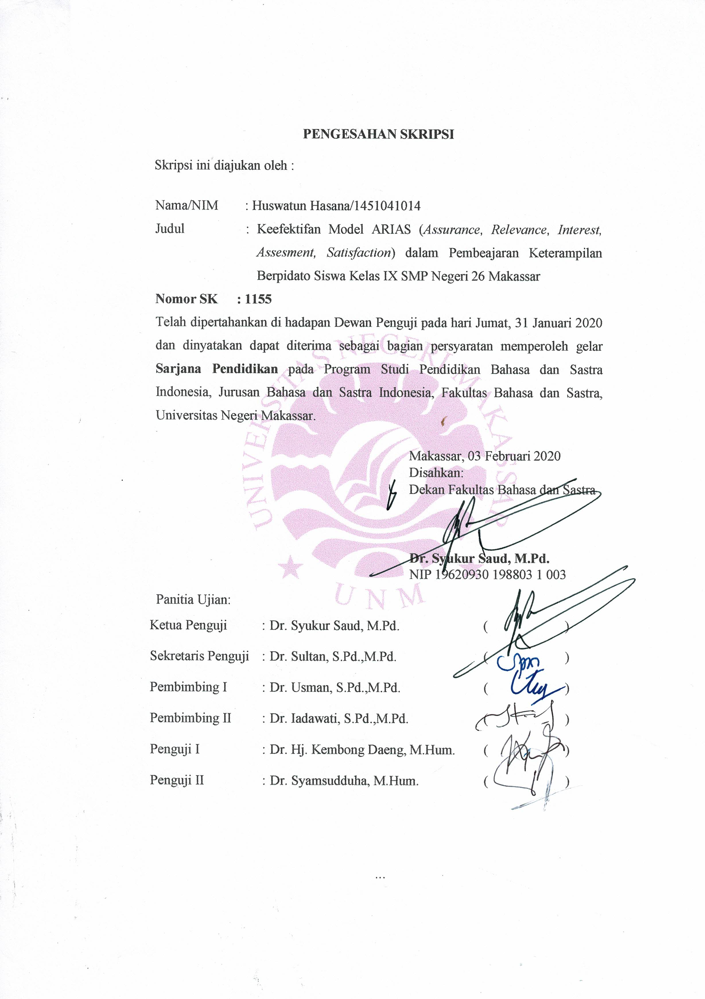 PENGESAHAN SKRIPSI
Skripsi ini diajukan oleh :
Nama/NIM : Huswatun Hasana/1451041014
Judul : Keefektifan Model ARIAS (Assurance, Relevance, Interest,
Assesment, Satisfaction) dalam Pembeajaran Keterampilan
Berpidato Siswa Kelas IX SMP Negeri 26 Makassar
Nomor SK : 1155
Telah dipertahankan di hadapan Dewan Penguji pada hari Jumat, 31 Januari 2020
dan dinyatakan dapat diterima sebagai bagian persyaratan memperoleh gelar
Sarjana Pendidikan pada Program Studi Pendidikan Bahasa dan Sastra
Indonesia, Jurusan Bahasa dan Sastra Indonesia, Fakultas Bahasa dan Sastra,
Universitas Negeri Makassar.
UNIVERSITAS NEGERI MAKASSAR
Makassar, 03 Februari 2020
Disahkan:
Dekan Fakultas Bahasa dan Sastra
Dr. Syukur Saud, M.Pd.
NIP 19620930 198803 1 003
UNM
Panitia Ujian:
Ketua Penguji : Dr. Syukur Saud, M.Pd. ( )
Sekretaris Penguji : Dr. Sultan, S.Pd.,M.Pd. ( )
Pembimbing I : Dr. Usman, S.Pd.,M.Pd. ( )
Pembimbing II : Dr. Iadawati, S.Pd.,M.Pd. ( )
Penguji I : Dr. Hj. Kembong Daeng, M.Hum. ( )
Penguji II : Dr. Syamsudduha, M.Hum. ( )
...